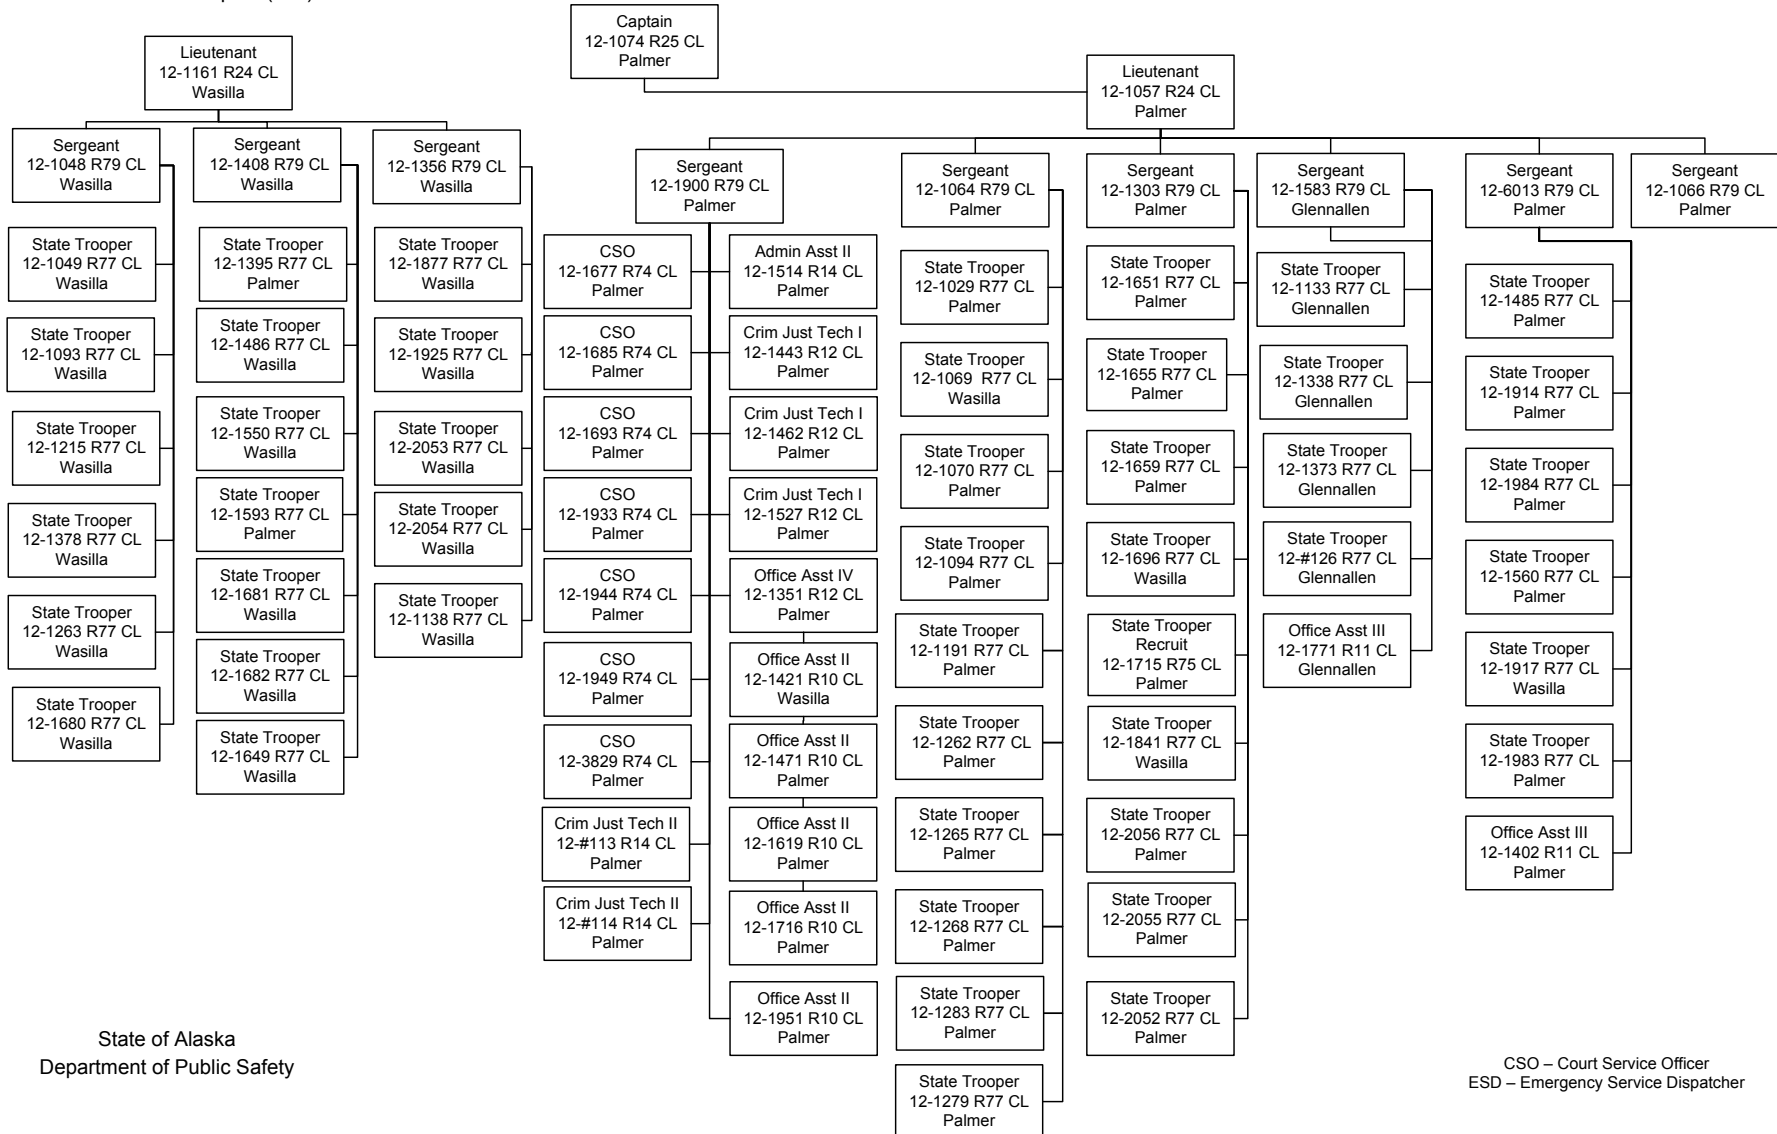 Captain
12-1074 R25 CL
Palmer
Lieutenant
12-1161 R24 CL
Wasilla
Lieutenant
12-1057 R24 CL
Palmer
Sergeant
12-1048 R79 CL
Wasilla
State Trooper
12-1049 R77 CL
Wasilla
State Trooper
12-1093 R77 CL
Wasilla
State Trooper
12-1215 R77 CL
Wasilla
State Trooper
12-1378 R77 CL
Wasilla
State Trooper
12-1263 R77 CL
Wasilla
State Trooper
12-1680 R77 CL
Wasilla
Sergeant
12-1408 R79 CL
Wasilla
State Trooper
12-1395 R77 CL
Palmer
State Trooper
12-1486 R77 CL
Wasilla
State Trooper
12-1550 R77 CL
Wasilla
State Trooper
12-1593 R77 CL
Palmer
State Trooper
12-1681 R77 CL
Wasilla
State Trooper
12-1682 R77 CL
Wasilla
State Trooper
12-1649 R77 CL
Wasilla
Sergeant
12-1356 R79 CL
Wasilla
State Trooper
12-1877 R77 CL
Wasilla
State Trooper
12-1925 R77 CL
Wasilla
State Trooper
12-2053 R77 CL
Wasilla
State Trooper
12-2054 R77 CL
Wasilla
State Trooper
12-1138 R77 CL
Wasilla
Sergeant
12-1900 R79 CL
Palmer
CSO
12-1677 R74 CL
Palmer
CSO
12-1685 R74 CL
Palmer
CSO
12-1693 R74 CL
Palmer
CSO
12-1933 R74 CL
Palmer
CSO
12-1944 R74 CL
Palmer
CSO
12-1949 R74 CL
Palmer
CSO
12-3829 R74 CL
Palmer
Crim Just Tech II
12-#113 R14 CL
Palmer
Crim Just Tech II
12-#114 R14 CL
Palmer
Admin Asst II
12-1514 R14 CL
Palmer
Crim Just Tech I
12-1443 R12 CL
Palmer
Crim Just Tech I
12-1462 R12 CL
Palmer
Crim Just Tech I
12-1527 R12 CL
Palmer
Office Asst IV
12-1351 R12 CL
Palmer
Office Asst II
12-1421 R10 CL
Wasilla
Office Asst II
12-1471 R10 CL
Palmer
Office Asst II
12-1619 R10 CL
Palmer
Office Asst II
12-1716 R10 CL
Palmer
Office Asst II
12-1951 R10 CL
Palmer
Sergeant
12-1064 R79 CL
Palmer
State Trooper
12-1029 R77 CL
Palmer
State Trooper
12-1069 R77 CL
Wasilla
State Trooper
12-1070 R77 CL
Palmer
State Trooper
12-1094 R77 CL
Palmer
State Trooper
12-1191 R77 CL
Palmer
State Trooper
12-1262 R77 CL
Palmer
State Trooper
12-1265 R77 CL
Palmer
State Trooper
12-1268 R77 CL
Palmer
State Trooper
12-1283 R77 CL
Palmer
State Trooper
12-1279 R77 CL
Palmer
Sergeant
12-1303 R79 CL
Palmer
State Trooper
12-1651 R77 CL
Palmer
State Trooper
12-1655 R77 CL
Palmer
State Trooper
12-1659 R77 CL
Palmer
State Trooper
12-1696 R77 CL
Wasilla
State Trooper
Recruit
12-1715 R75 CL
Palmer
State Trooper
12-1841 R77 CL
Wasilla
State Trooper
12-2056 R77 CL
Palmer
State Trooper
12-2055 R77 CL
Palmer
State Trooper
12-2052 R77 CL
Palmer
Sergeant
12-1583 R79 CL
Glennallen
State Trooper
12-1133 R77 CL
Glennallen
State Trooper
12-1338 R77 CL
Glennallen
State Trooper
12-1373 R77 CL
Glennallen
State Trooper
12-#126 R77 CL
Glennallen
Office Asst III
12-1771 R11 CL
Glennallen
Sergeant
12-6013 R79 CL
Palmer
State Trooper
12-1485 R77 CL
Palmer
State Trooper
12-1914 R77 CL
Palmer
State Trooper
12-1984 R77 CL
Palmer
State Trooper
12-1560 R77 CL
Palmer
State Trooper
12-1917 R77 CL
Wasilla
State Trooper
12-1983 R77 CL
Palmer
Office Asst III
12-1402 R11 CL
Palmer
Sergeant
12-1066 R79 CL
Palmer
State of Alaska
Department of Public Safety
CSO – Court Service Officer
ESD – Emergency Service Dispatcher